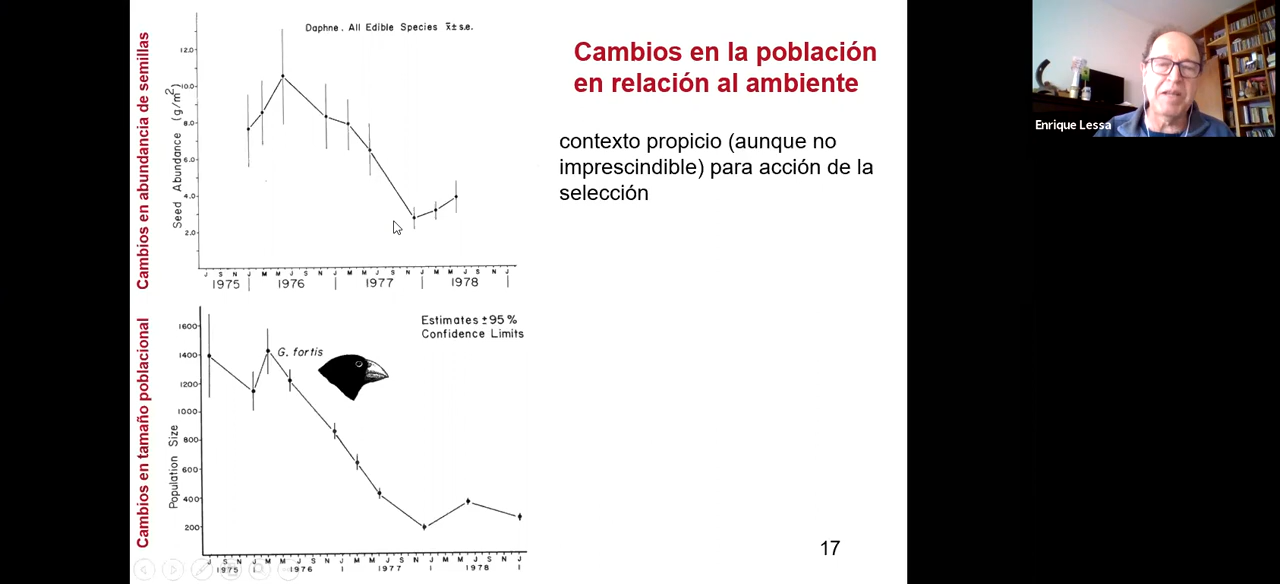 Cambios en la población
en relación al ambiente
contexto propicio (aunque no
imprescindible) para acción de la
selección
Cambios en abundancia de semillas
Daphne. All Edible Species x̄ ± s.e.
Seed Abundance (g/m²)
12.0
10.0
8.0
6.0
4.0
2.0
J S N J M M J S N J M M J S N J M M J S N J
1975 | 1976 | 1977 | 1978 |
Cambios en tamaño poblacional
Estimates ±95 %
Confidence Limits
G. fortis
Population Size
1600
1400
1200
1000
800
600
400
200
J S N J M M J S N J M M J S N J M M J S N J
1975 | 1976 | 1977 | 1978 |
17
Enrique Lessa